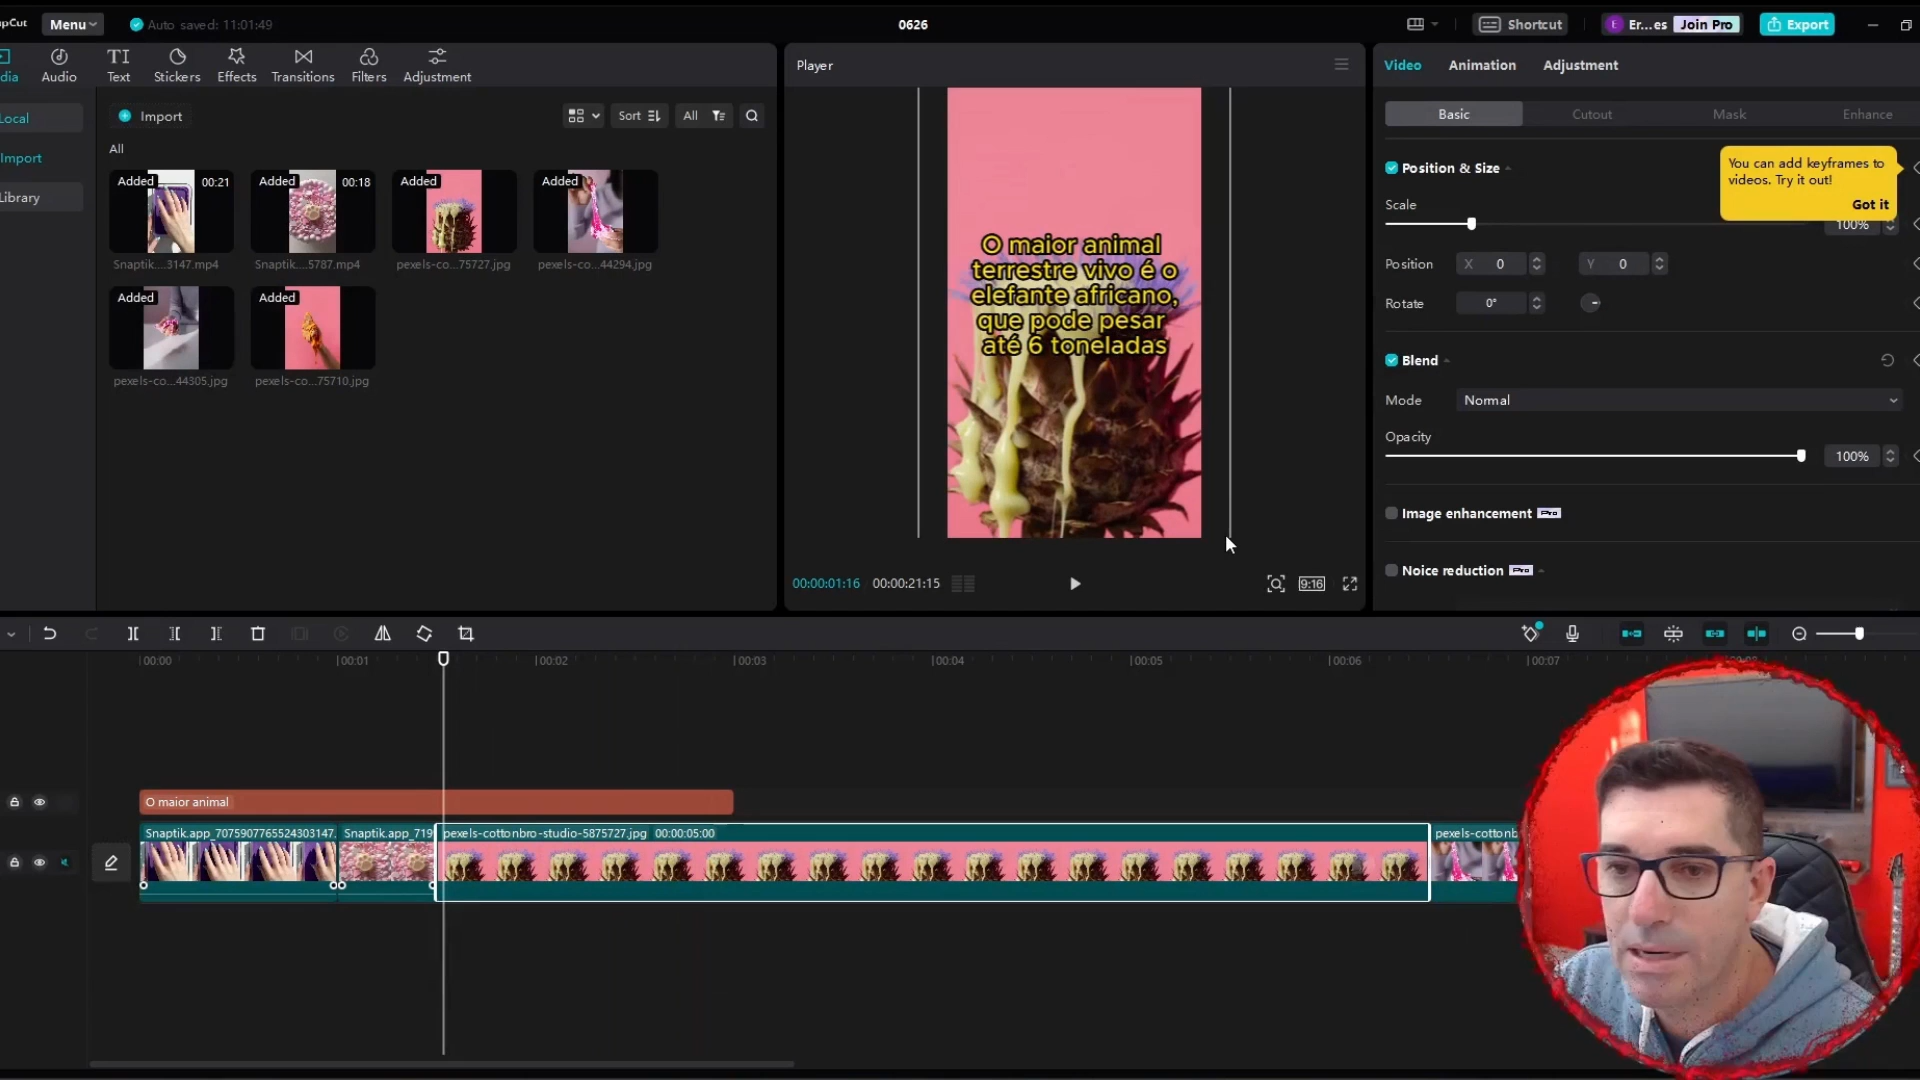 pCut
Menu
Auto saved: 11:01:49
0626
Shortcut
E
Er...es
Join Pro
Export
dia
Audio
Text
Stickers
Effects
Transitions
Filters
Adjustment
Local
Import
Library
Import
Sort
All
All
Added
00:21
Added
00:18
Added
Added
Snaptik....3147.mp4
Snaptik....5787.mp4
pexels-co...75727.jpg
pexels-co...44294.jpg
Added
Added
pexels-co...44305.jpg
pexels-co...75710.jpg
Player
O maior animal
terrestre vivo é o
elefante africano,
que pode pesar
até 6 toneladas
00:00:01:16
00:00:21:15
9:16
Video
Animation
Adjustment
Basic
Cutout
Mask
Enhance
Position & Size
You can add keyframes to
videos. Try it out!
Got it
Scale
100%
Position
X 0
Y 0
Rotate
0°
Blend
Mode
Normal
Opacity
100%
Image enhancement
Pro
Noice reduction
Pro
00:00
00:01
00:02
00:03
00:04
00:05
00:06
00:07
O maior animal
Snaptik.app_7075907765524303147.
Snaptik.app_719
pexels-cottonbro-studio-5875727.jpg
00:00:05:00
pexels-cottonb